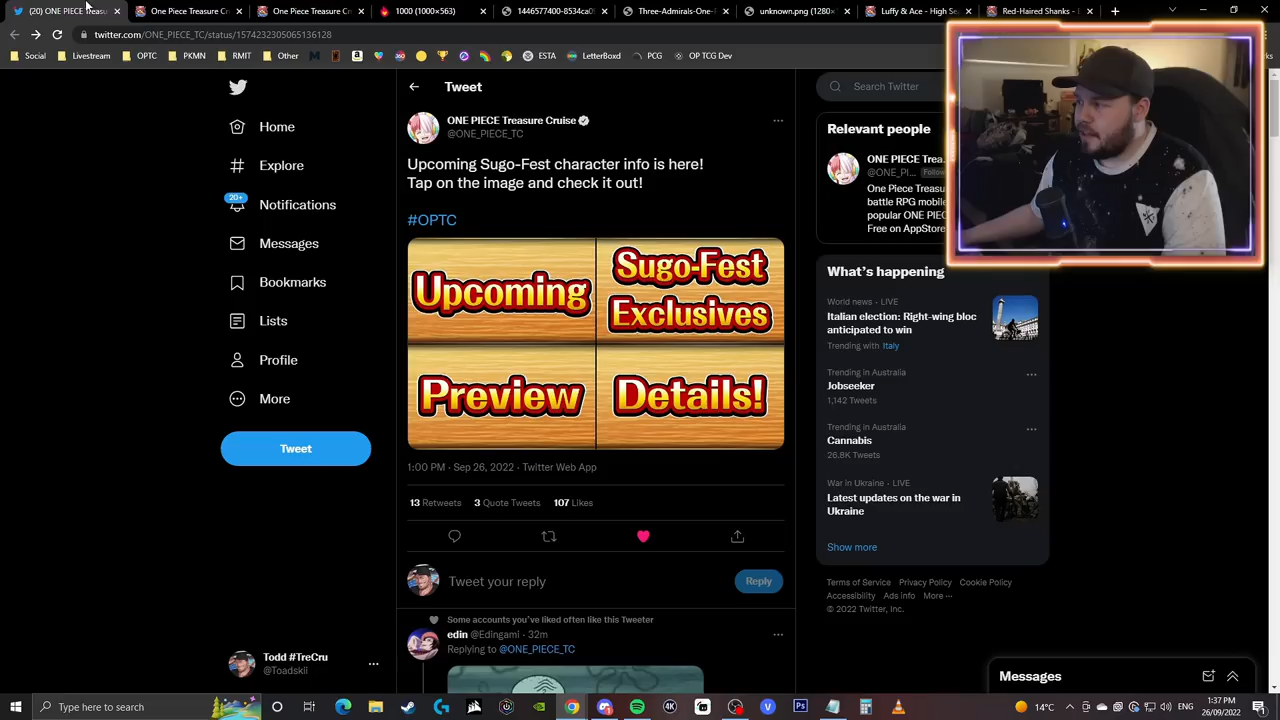 (20) ONE PIECE Treasu
One Piece Treasure Cr
One Piece Treasure Cr
1000 (1000×563)
1446577400-8534ca0
Three-Admirals-One-
unknown.png (1280×
Luffy & Ace - High Se
Red-Haired Shanks -
twitter.com/ONE_PIECE_TC/status/1574232305065136128
Social
Livestream
OPTC
PKMN
RMIT
Other
ESTA
LetterBoxd
PCG
OP TCG Dev
Home
Explore
20+
Notifications
Messages
Bookmarks
Lists
Profile
More
Tweet
Todd #TreCru
@Toadskii
Tweet
ONE PIECE Treasure Cruise
@ONE_PIECE_TC
Upcoming Sugo-Fest character info is here!
Tap on the image and check it out!
#OPTC
Upcoming
Sugo-Fest
Exclusives
Preview
Details!
1:00 PM · Sep 26, 2022 · Twitter Web App
13 Retweets
3 Quote Tweets
107 Likes
Tweet your reply
Reply
Some accounts you've liked often like this Tweeter
edin @Edingami · 32m
Replying to @ONE_PIECE_TC
Search Twitter
Relevant people
ONE PIECE Trea
@ONE_PI...
Follow
One Piece Treasu
battle RPG mobile
popular ONE PIEC
Free on AppStore
What's happening
World news · LIVE
Italian election: Right-wing bloc
anticipated to win
Trending with Italy
Trending in Australia
Jobseeker
1,142 Tweets
Trending in Australia
Cannabis
26.8K Tweets
War in Ukraine · LIVE
Latest updates on the war in
Ukraine
Show more
Terms of Service Privacy Policy Cookie Policy
Accessibility Ads info More ···
© 2022 Twitter, Inc.
Messages
Type here to search
14°C
1:37 PM
26/09/2022